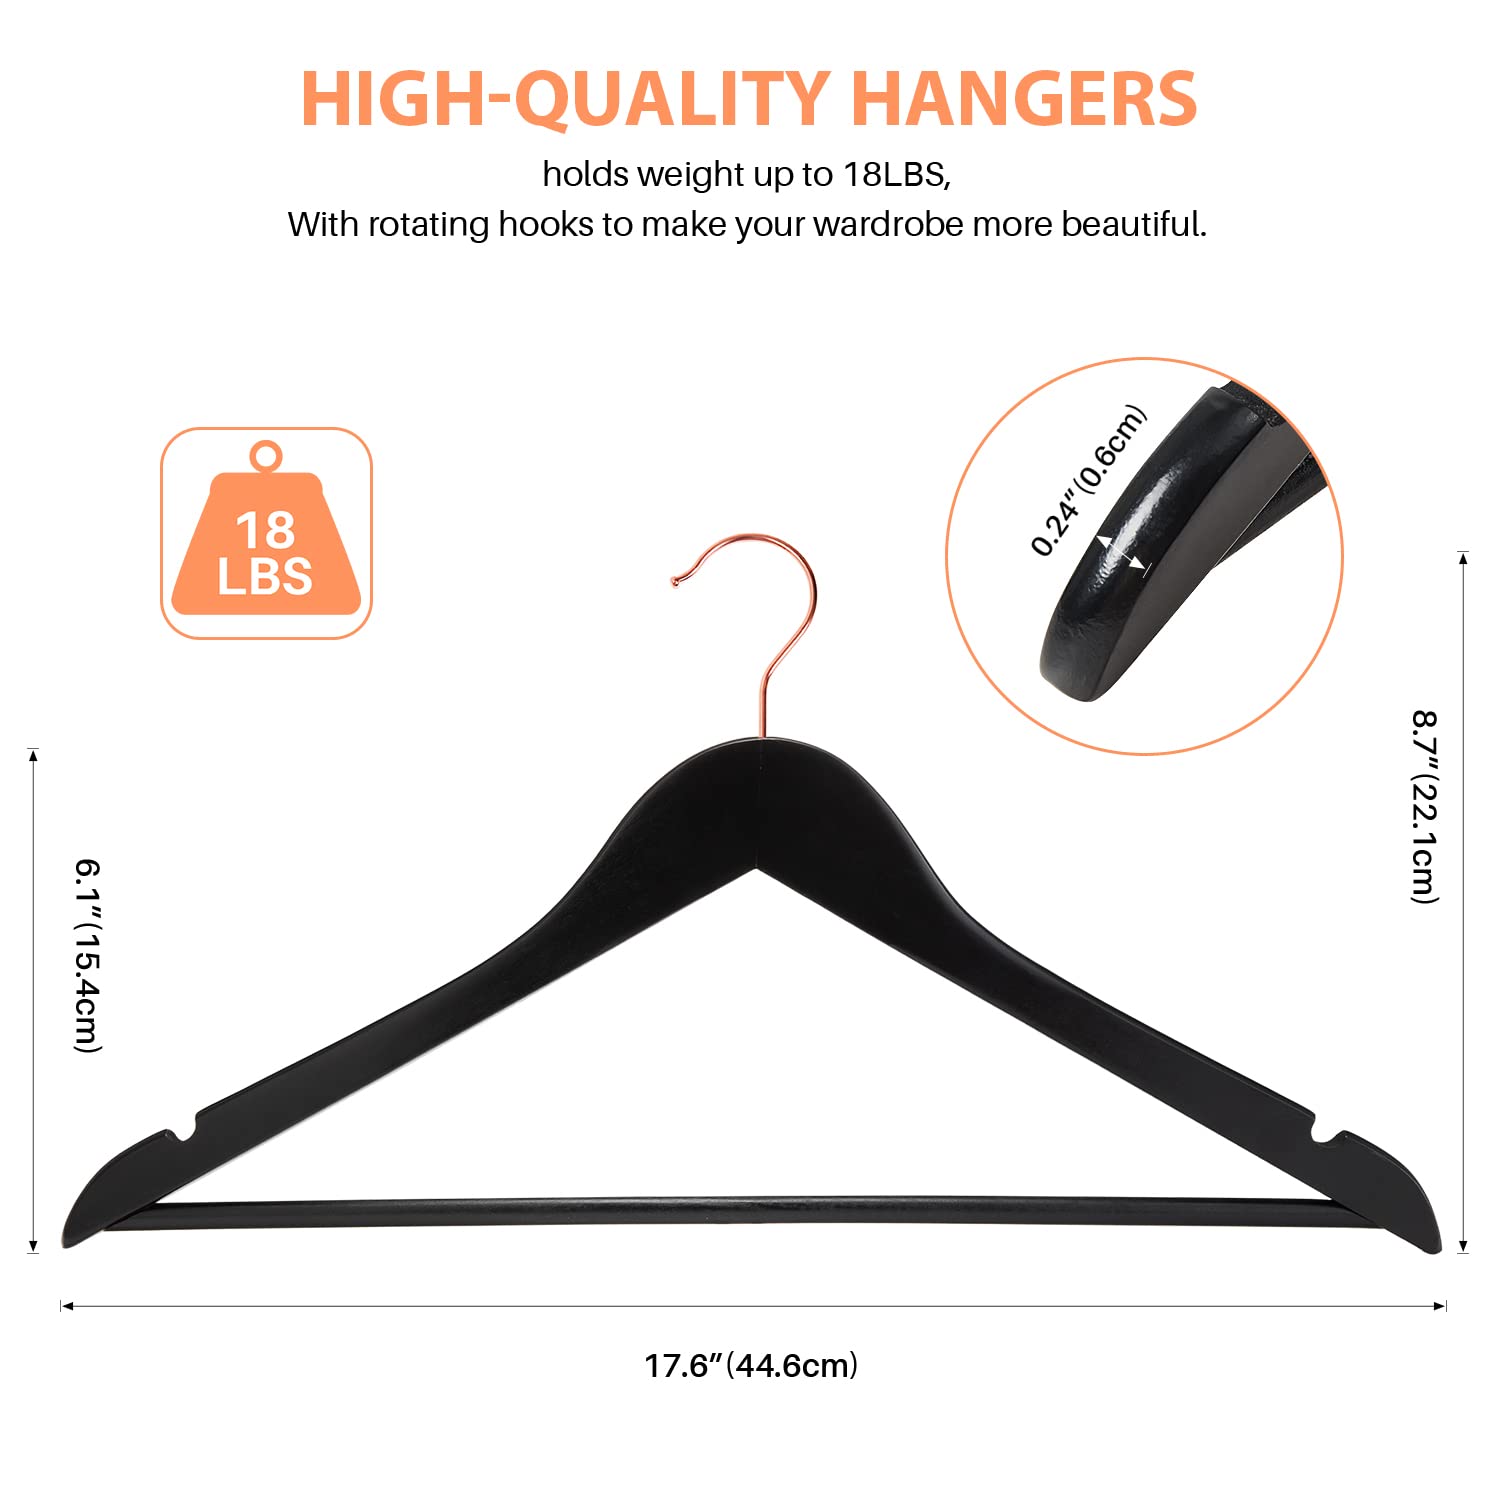 HIGH-QUALITY HANGERS
holds weight up to 18LBS,
With rotating hooks to make your wardrobe more beautiful.
18
LBS
0.24”(0.6cm)
8.7”(22.1cm)
6.1”(15.4cm)
17.6”(44.6cm)